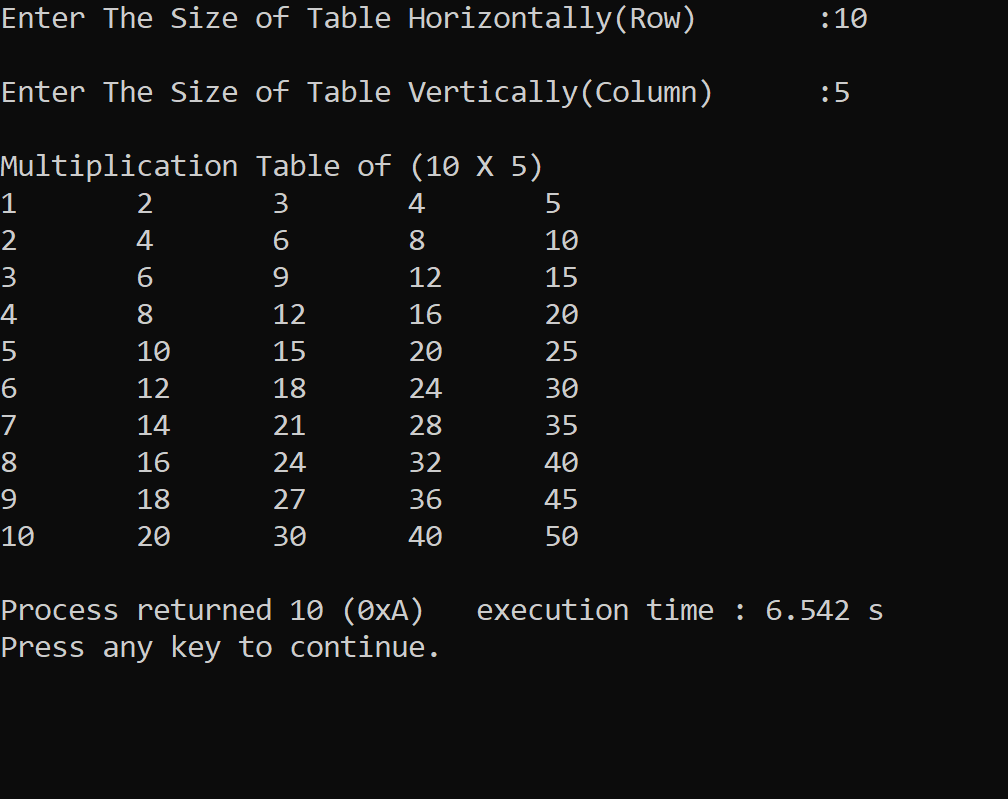 Enter The Size of Table Horizontally(Row)	:10
Enter The Size of Table Vertically(Column)	:5
Multiplication Table of (10 X 5)
1	2	3	4	5
2	4	6	8	10
3	6	9	12	15
4	8	12	16	20
5	10	15	20	25
6	12	18	24	30
7	14	21	28	35
8	16	24	32	40
9	18	27	36	45
10	20	30	40	50
Process returned 10 (0xA)   execution time : 6.542 s
Press any key to continue.